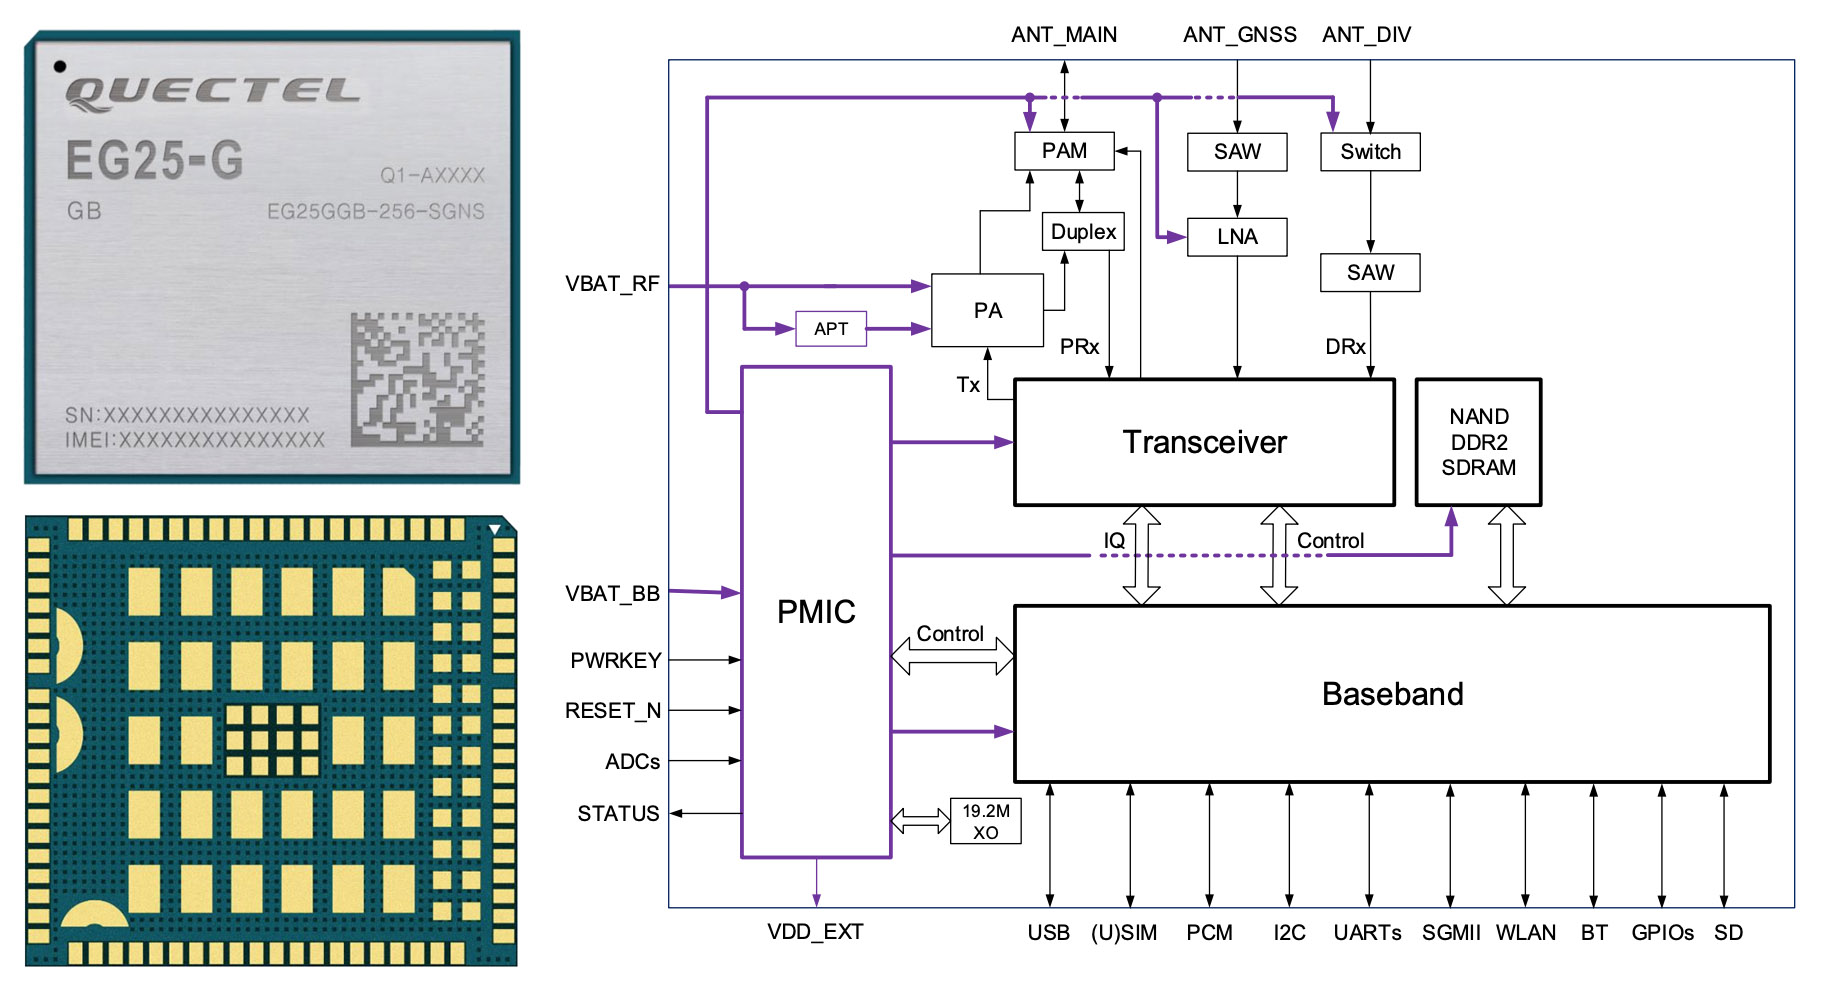 QUECTEL
EG25-G
Q1-AXXXX
GB
EG25GGB-256-SGNS
SN:XXXXXXXXXXXXXXX
IMEI:XXXXXXXXXXXXXXX
ANT_MAIN
ANT_GNSS
ANT_DIV
PAM
SAW
Switch
Duplex
LNA
SAW
VBAT_RF
PA
APT
PRx
DRx
Tx
Transceiver
NAND
DDR2
SDRAM
IQ
Control
VBAT_BB
PMIC
Control
PWRKEY
Baseband
RESET_N
ADCs
STATUS
19.2M
XO
VDD_EXT
USB
(U)SIM
PCM
I2C
UARTs
SGMII
WLAN
BT
GPIOs
SD